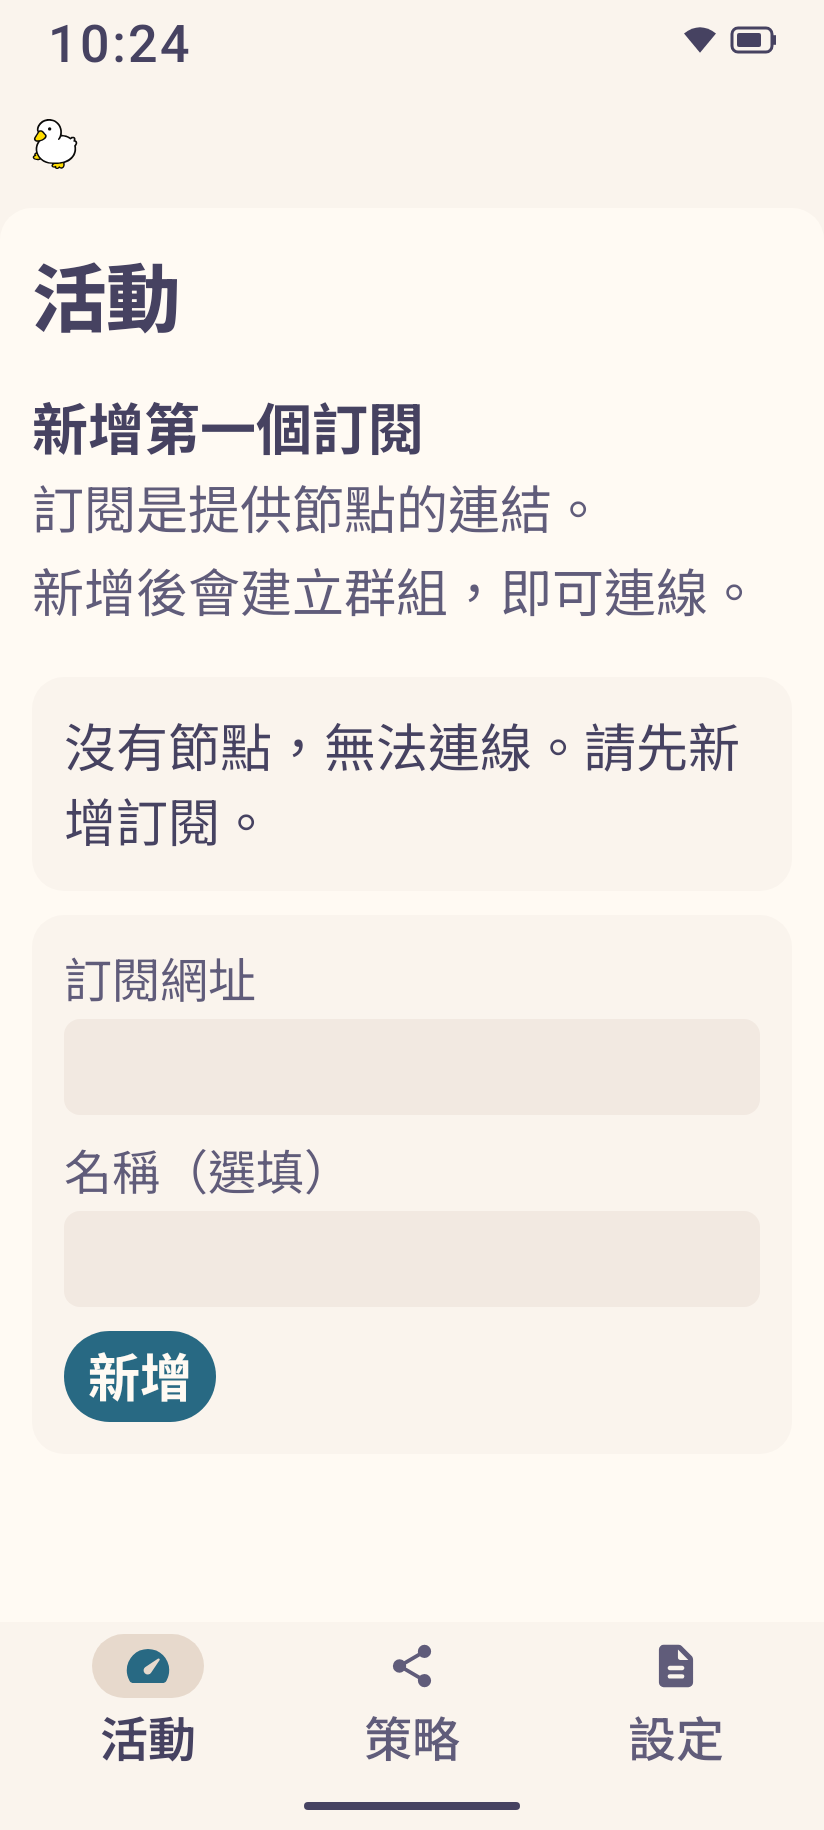 10:24
活動
新增第一個訂閱
訂閱是提供節點的連結。
新增後會建立群組，即可連線。
沒有節點，無法連線。請先新
增訂閱。
訂閱網址
名稱（選填）
新增
活動
策略
設定